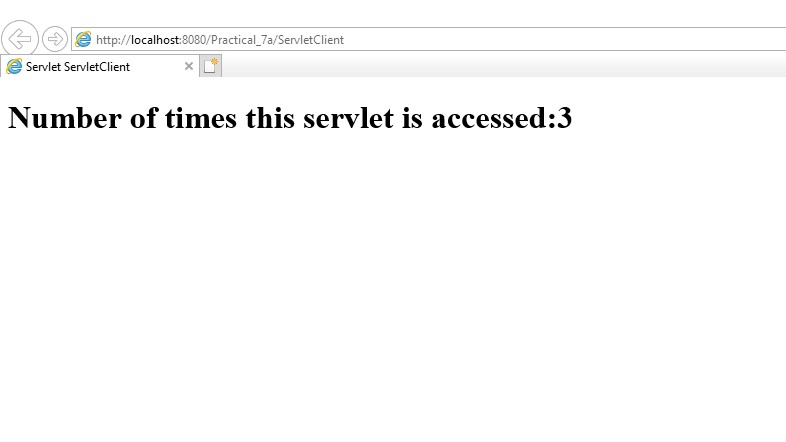 http://localhost:8080/Practical_7a/ServletClient
Servlet ServletClient
Number of times this servlet is accessed:3